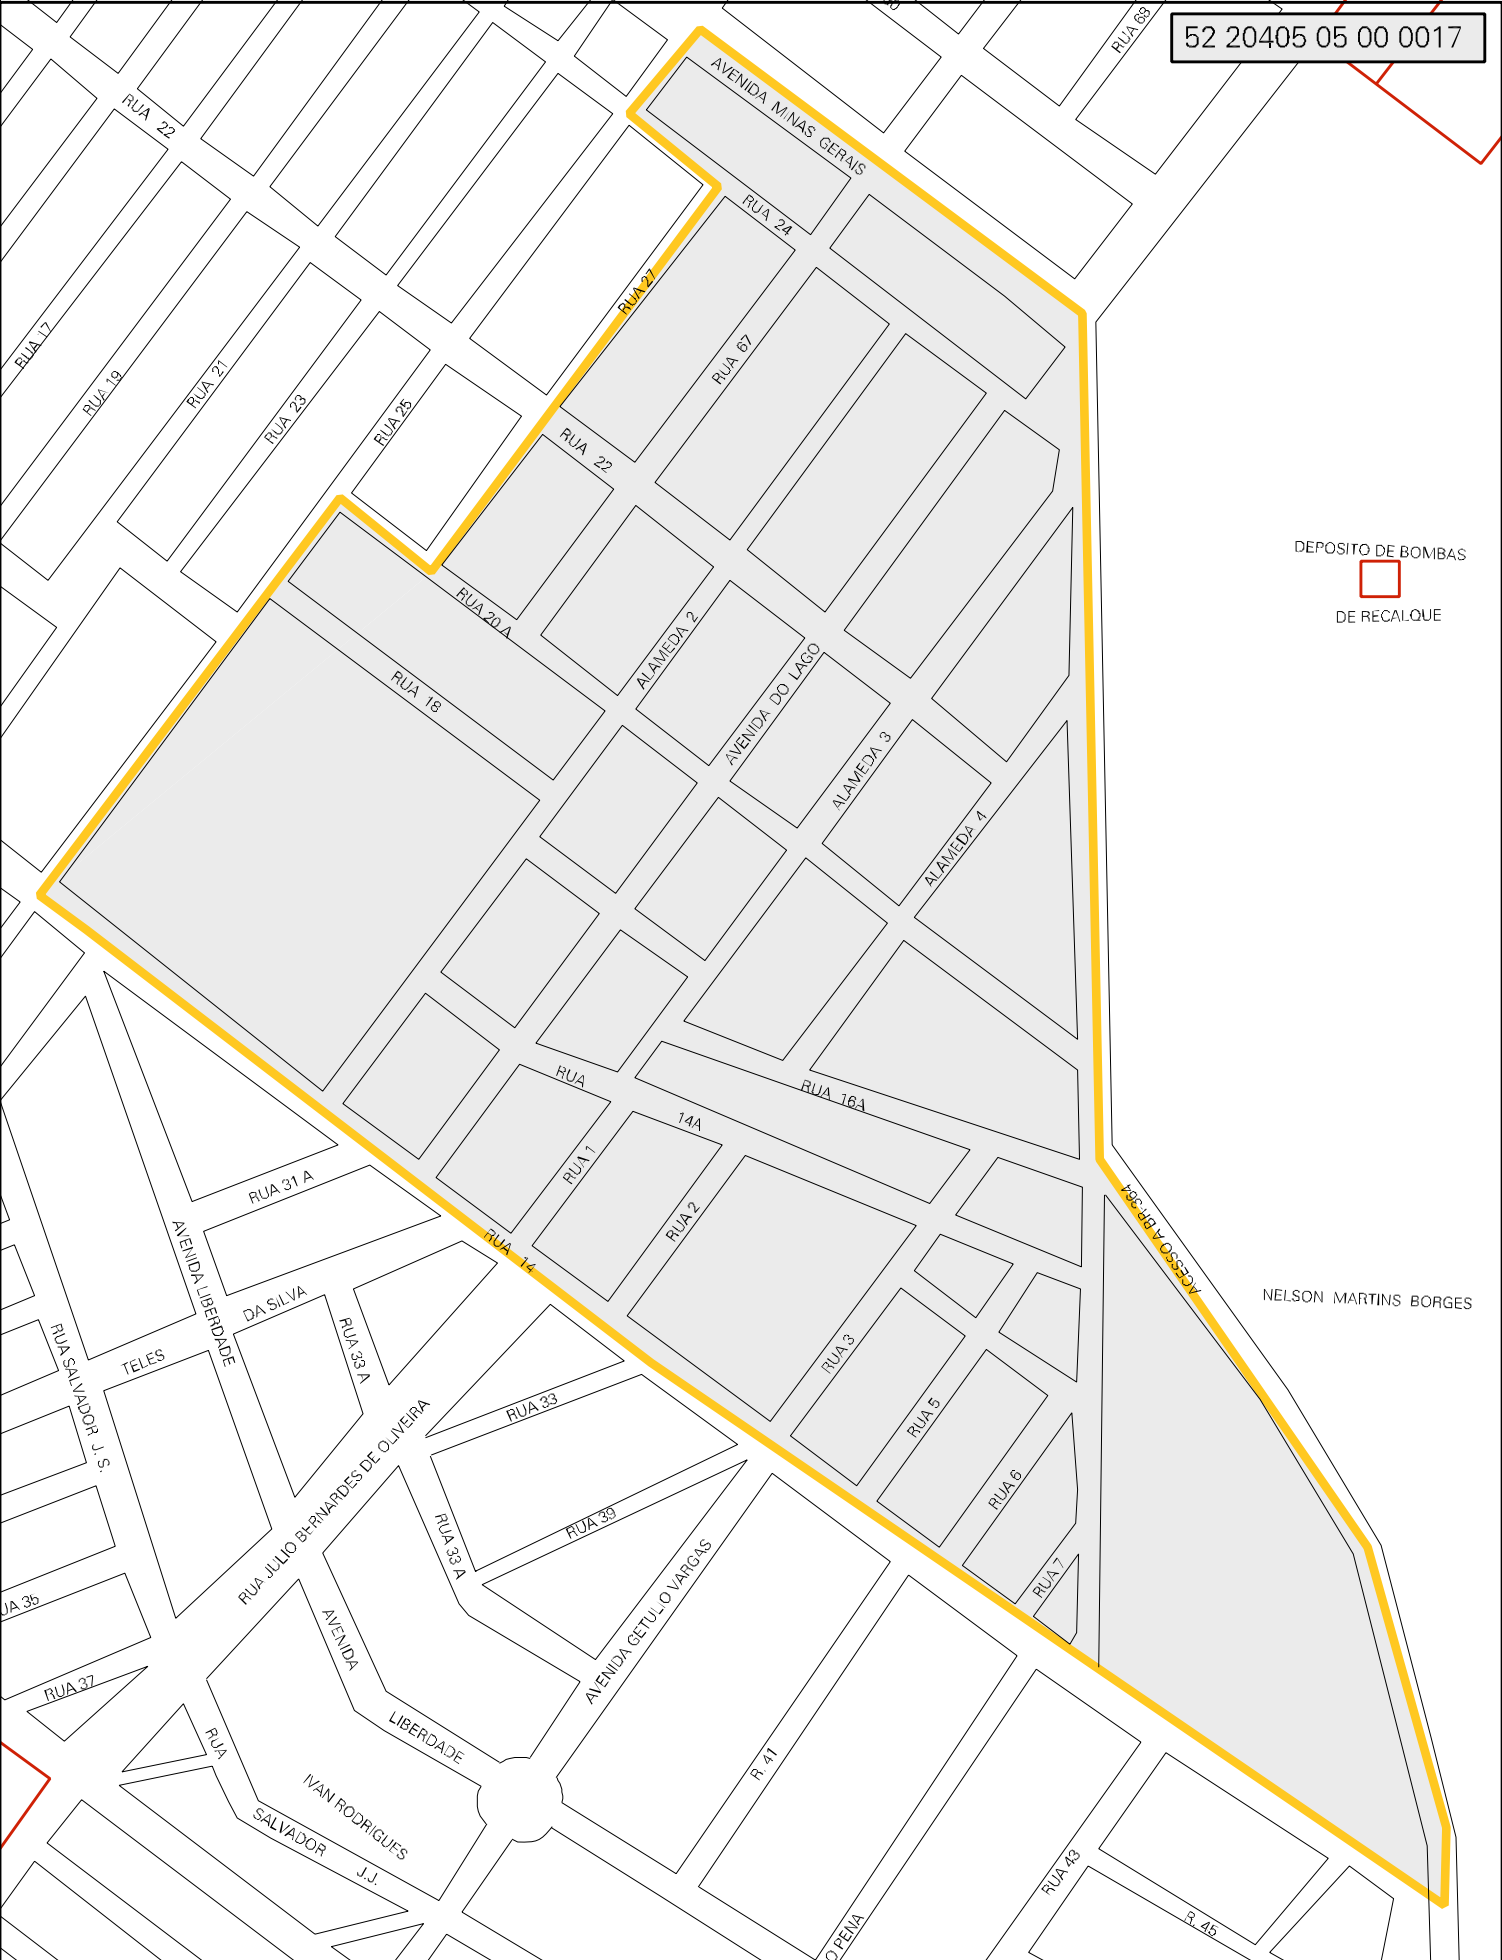 52 20405 05 00 0017
RUA 68
AVENIDA MINAS GERAIS
RUA 22
RUA 24
RUA 27
RUA 17
RUA 19
RUA 21
RUA 23
RUA 25
RUA 67
RUA 22
DEPOSITO DE BOMBAS
DE RECALQUE
RUA 20 A
ALAMEDA 2
RUA 18
AVENIDA DO LAGO
ALAMEDA 3
ALAMEDA 4
RUA
14A
RUA 16A
RUA 1
RUA 2
RUA 31 A
ACESSO A BR-364
RUA 14
AVENIDA LIBERDADE
NELSON MARTINS BORGES
DA SILVA
TELES
RUA 33 A
RUA SALVADOR J. S.
RUA 3
RUA 5
RUA 33
RUA JULIO BERNARDES DE OLIVEIRA
RUA 6
RUA 39
RUA 33 A
RUA 7
UA 35
AVENIDA
AVENIDA GETULIO VARGAS
RUA 37
LIBERDADE
RUA
R. 41
IVAN RODRIGUES
SALVADOR
J.J.
RUA 43
R. 45
O PENA